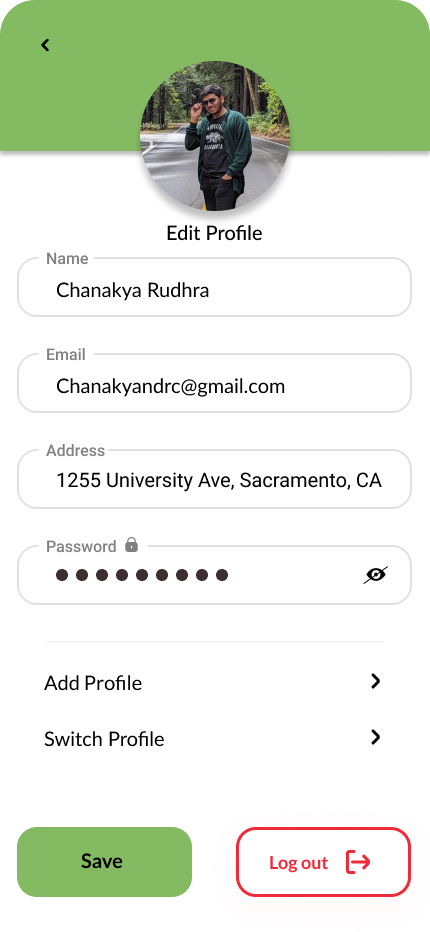 Edit Profile
Name
Chanakya Rudhra
Email
Chanakyandrc@gmail.com
Address
1255 University Ave, Sacramento, CA
Password
Add Profile
Switch Profile
Save
Log out